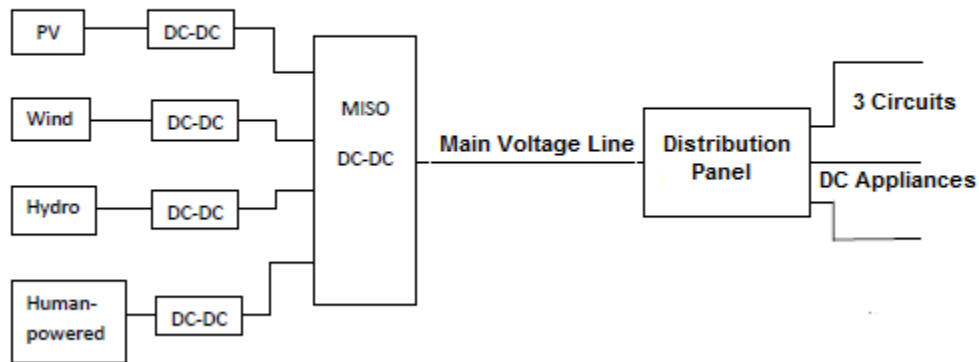 PV
DC-DC
Wind
DC-DC
Hydro
DC-DC
Human-
powered
DC-DC
MISO
DC-DC
Main Voltage Line
Distribution
Panel
3 Circuits
DC Appliances